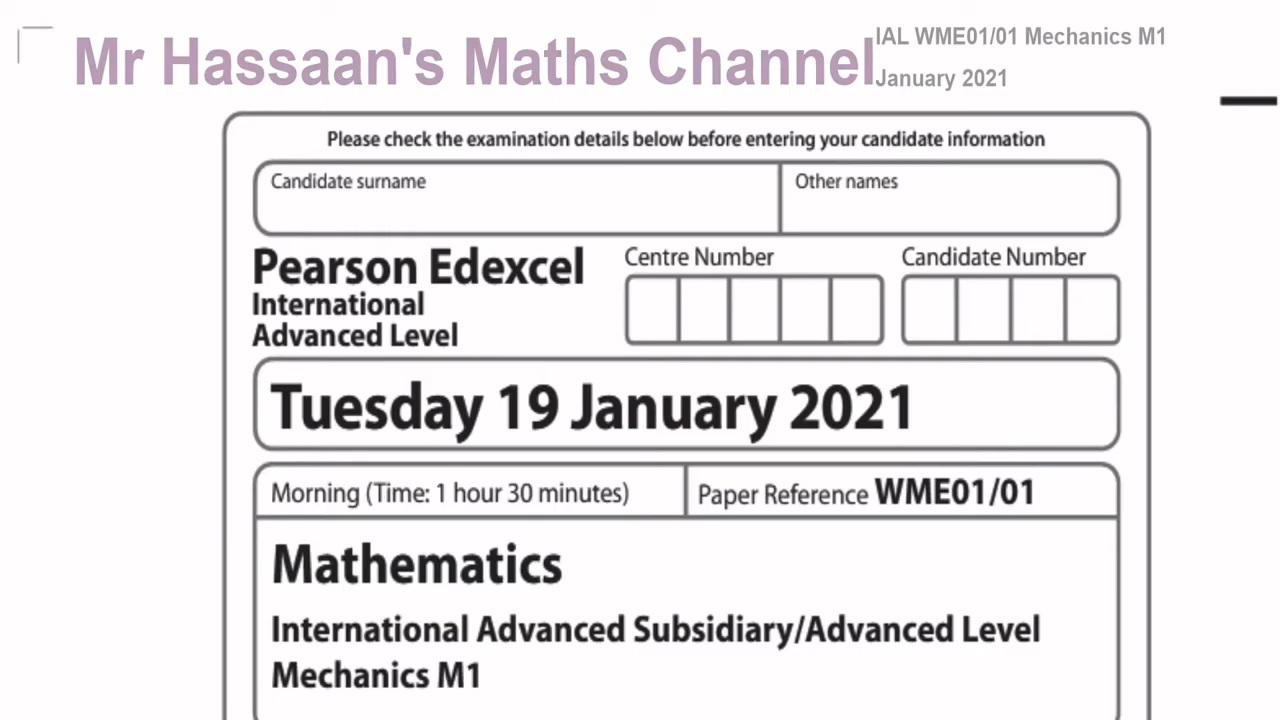 Mr Hassaan's Maths Channel
IAL WME01/01 Mechanics M1
January 2021
Please check the examination details below before entering your candidate information
Candidate surname
Other names
Pearson Edexcel
International
Advanced Level
Centre Number
Candidate Number
Tuesday 19 January 2021
Morning (Time: 1 hour 30 minutes)
Paper Reference WME01/01
Mathematics
International Advanced Subsidiary/Advanced Level
Mechanics M1